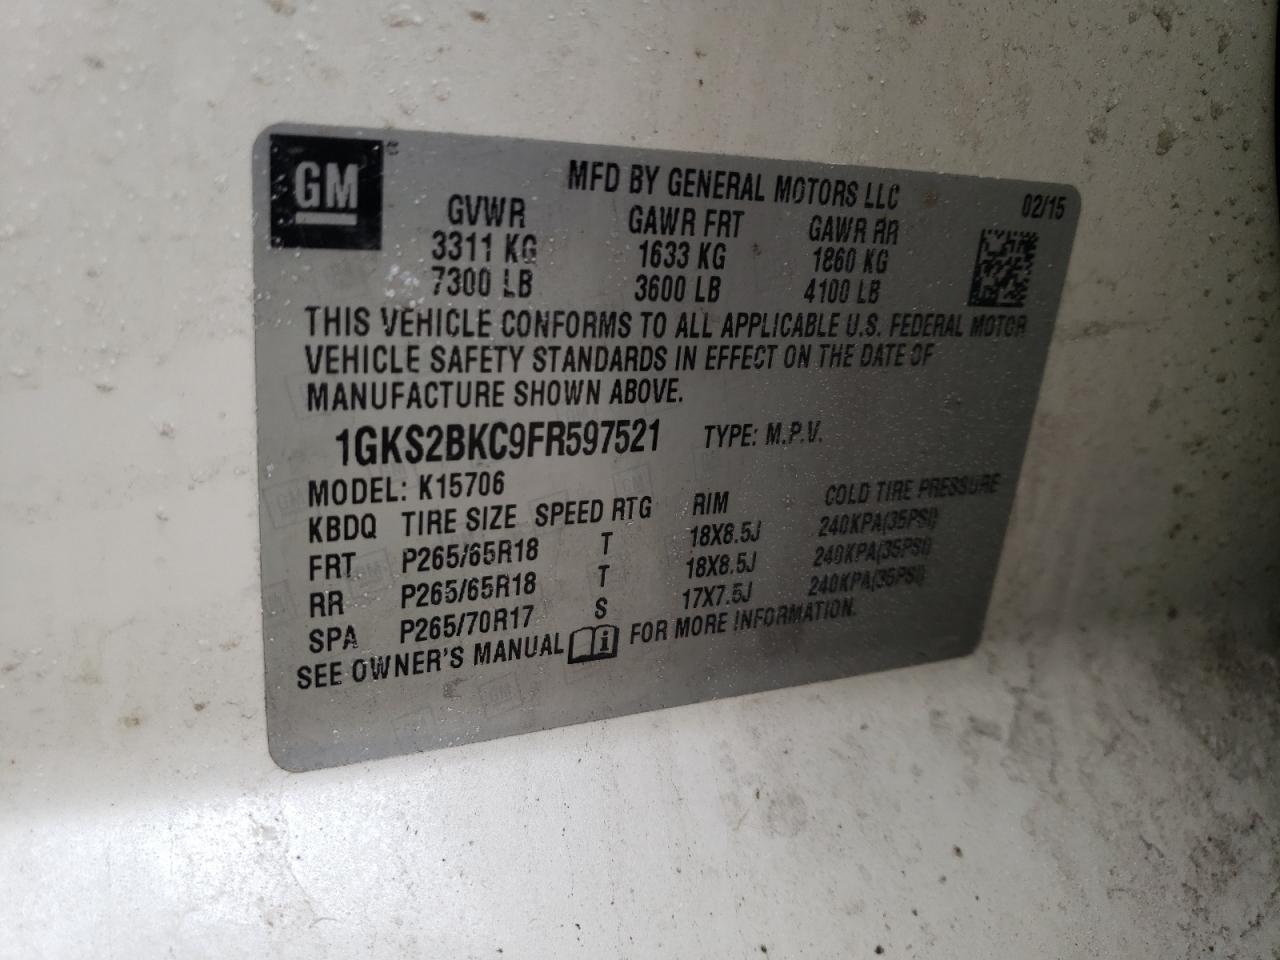 GM
MFD BY GENERAL MOTORS LLC
02/15
GVWR GAWR FRT GAWR RR
3311 KG 1633 KG 1860 KG
7300 LB 3600 LB 4100 LB
THIS VEHICLE CONFORMS TO ALL APPLICABLE U.S. FEDERAL MOTOR
VEHICLE SAFETY STANDARDS IN EFFECT ON THE DATE OF
MANUFACTURE SHOWN ABOVE.
1GKS2BKC9FR597521 TYPE: M.P.V.
MODEL: K15706
KBDQ TIRE SIZE SPEED RTG RIM COLD TIRE PRESSURE
FRT P265/65R18 T 18X8.5J 240KPA(35PSI)
RR P265/65R18 T 18X8.5J 240KPA(35PSI)
SPA P265/70R17 S 17X7.5J 240KPA(35PSI)
SEE OWNER'S MANUAL i FOR MORE INFORMATION.